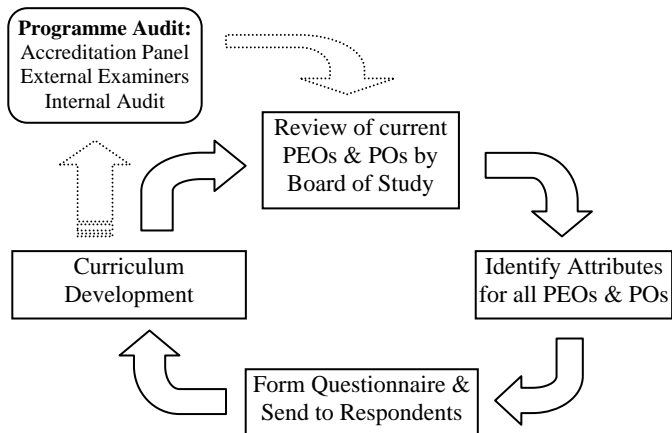 Programme Audit:
Accreditation Panel
External Examiners
Internal Audit
Review of current
PEOs & POs by
Board of Study
Curriculum
Development
Identify Attributes
for all PEOs & POs
Form Questionnaire &
Send to Respondents